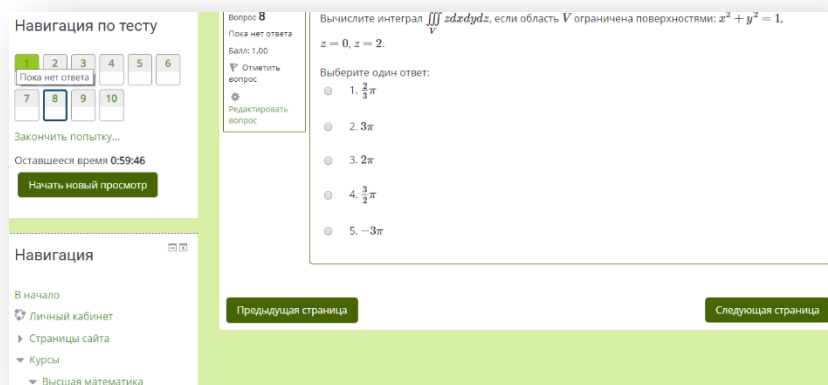 Навигация по тесту
1 2 3 4 5 6
Пока нет ответа
7 8 9 10
Закончить попытку...
Оставшееся время 0:59:46
Начать новый просмотр
Навигация
В начало
Личный кабинет
Страницы сайта
Курсы
Высшая математика
Вопрос 8
Пока нет ответа
Балл: 1,00
Отметить
вопрос
Редактировать
вопрос
Вычислите интеграл ∭_V zdxdydz, если область V ограничена поверхностями: x² + y² = 1,
z = 0, z = 2.
Выберите один ответ:
1. 2/3 π
2. 3π
3. 2π
4. 3/2 π
5. −3π
Предыдущая страница
Следующая страница